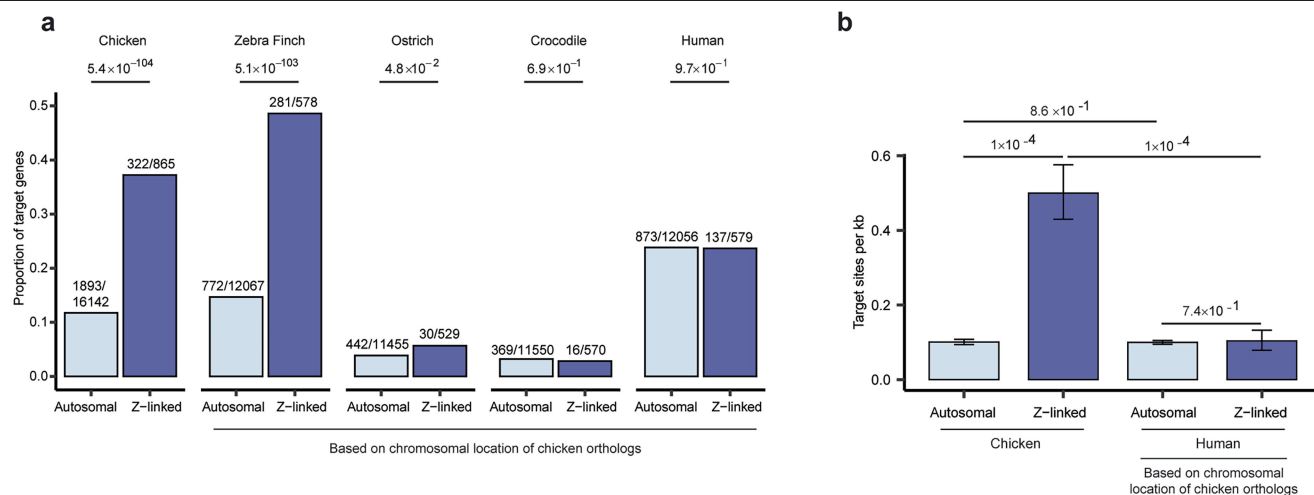 a
Chicken
Zebra Finch
Ostrich
Crocodile
Human
5.4×10⁻¹⁰⁴
5.1×10⁻¹⁰³
4.8×10⁻²
6.9×10⁻¹
9.7×10⁻¹
Proportion of target genes
0.5
0.4
0.3
0.2
0.1
0.0
1893/
16142
322/865
772/12067
281/578
442/11455
30/529
369/11550
16/570
873/12056
137/579
Autosomal
Z−linked
Autosomal
Z−linked
Autosomal
Z−linked
Autosomal
Z−linked
Autosomal
Z−linked
Based on chromosomal location of chicken orthologs
b
8.6 ×10⁻¹
1×10⁻⁴
1×10⁻⁴
7.4×10⁻¹
Target sites per kb
0.6
0.4
0.2
0.0
Autosomal
Z−linked
Autosomal
Z−linked
Chicken
Human
Based on chromosomal
location of chicken orthologs